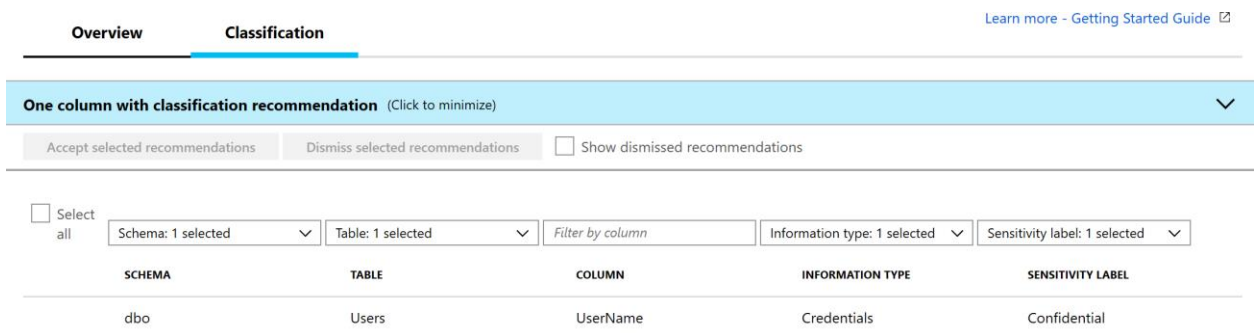 Learn more - Getting Started Guide
Overview Classification
One column with classification recommendation (Click to minimize)
Accept selected recommendations Dismiss selected recommendations Show dismissed recommendations
Select
all Schema: 1 selected Table: 1 selected Filter by column Information type: 1 selected Sensitivity label: 1 selected
SCHEMA TABLE COLUMN INFORMATION TYPE SENSITIVITY LABEL
dbo Users UserName Credentials Confidential